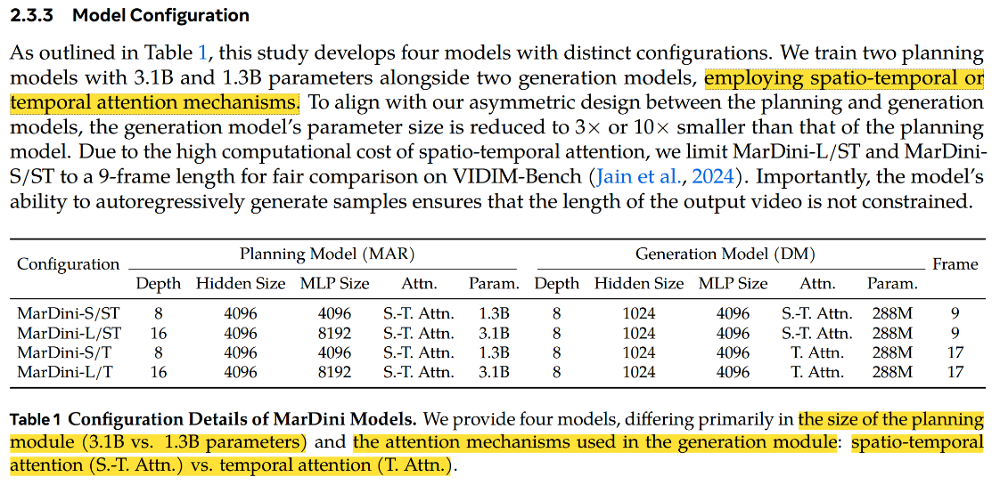 2.3.3 Model Configuration
As outlined in Table 1, this study develops four models with distinct configurations. We train two planning
models with 3.1B and 1.3B parameters alongside two generation models, employing spatio-temporal or
temporal attention mechanisms. To align with our asymmetric design between the planning and generation
models, the generation model's parameter size is reduced to 3× or 10× smaller than that of the planning
model. Due to the high computational cost of spatio-temporal attention, we limit MarDini-L/ST and MarDini-
S/ST to a 9-frame length for fair comparison on VIDIM-Bench (Jain et al., 2024). Importantly, the model's
ability to autoregressively generate samples ensures that the length of the output video is not constrained.
Configuration Planning Model (MAR) Generation Model (DM) Frame
Depth Hidden Size MLP Size Attn. Param. Depth Hidden Size MLP Size Attn. Param.
MarDini-S/ST 8 4096 4096 S.-T. Attn. 1.3B 8 1024 4096 S.-T. Attn. 288M 9
MarDini-L/ST 16 4096 8192 S.-T. Attn. 3.1B 8 1024 4096 S.-T. Attn. 288M 9
MarDini-S/T 8 4096 4096 S.-T. Attn. 1.3B 8 1024 4096 T. Attn. 288M 17
MarDini-L/T 16 4096 8192 S.-T. Attn. 3.1B 8 1024 4096 T. Attn. 288M 17
Table 1 Configuration Details of MarDini Models. We provide four models, differing primarily in the size of the planning
module (3.1B vs. 1.3B parameters) and the attention mechanisms used in the generation module: spatio-temporal
attention (S.-T. Attn.) vs. temporal attention (T. Attn.).